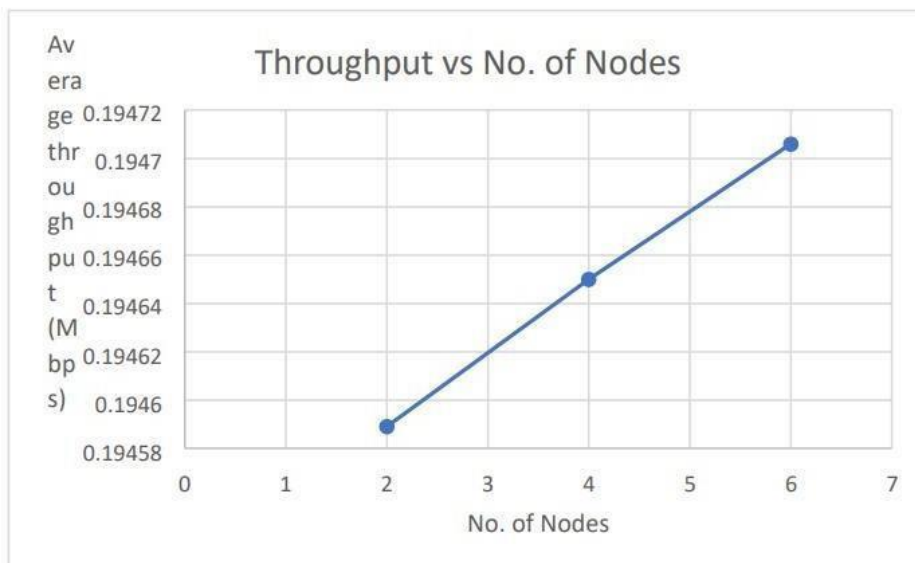 Throughput vs No. of Nodes
Av
era
ge
thr
ou
gh
pu
t
(M
bp
s)
0.19472
0.1947
0.19468
0.19466
0.19464
0.19462
0.1946
0.19458
0 1 2 3 4 5 6 7
No. of Nodes